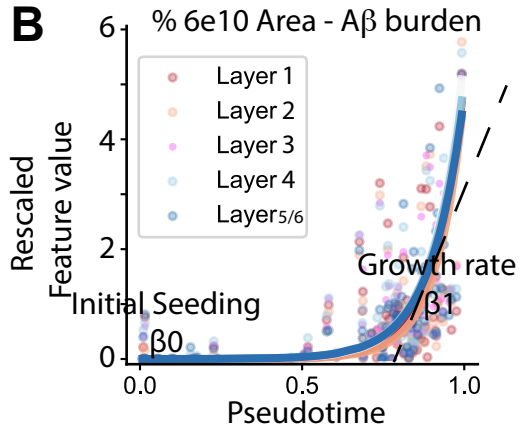 B
% 6e10 Area - Aβ burden
Layer 1
Layer 2
Layer 3
Layer 4
Layer5/6
Rescaled
Feature value
6
4
2
0
Growth rate
β1
Initial Seeding
β0
0.0
0.5
1.0
Pseudotime